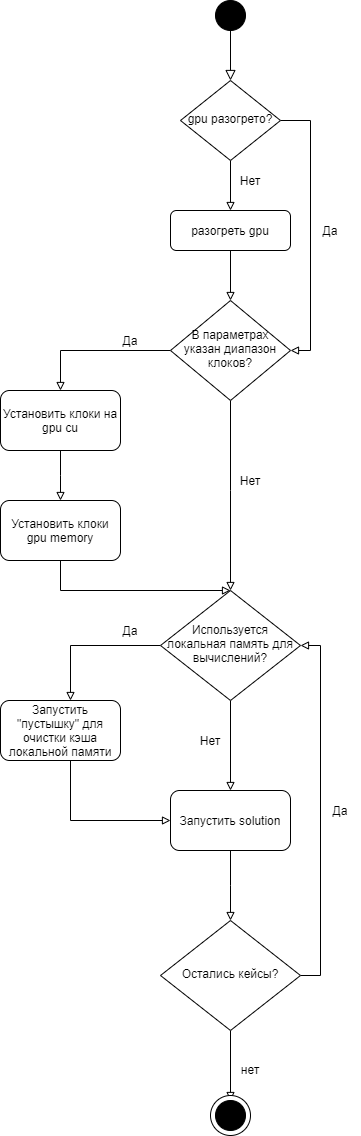 gpu разогрето?
Нет
Да
разогреть gpu
В параметрах
указан диапазон
клоков?
Да
Установить клоки на
gpu cu
Нет
Установить клоки
gpu memory
Используется
локальная память для
вычислений?
Да
Запустить
"пустышку" для
очистки кэша
локальной памяти
Нет
Запустить solution
Да
Остались кейсы?
нет